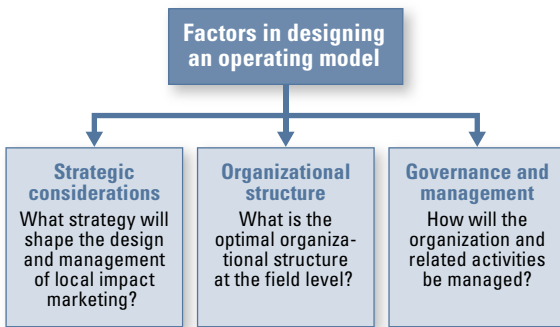 Factors in designing
an operating model
Strategic
considerations
What strategy will
shape the design
and management
of local impact
marketing?
Organizational
structure
What is the
optimal organiza-
tional structure
at the field level?
Governance and
management
How will the
organization and
related activities
be managed?